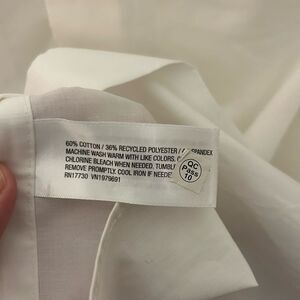 60% COTTON / 36% RECYCLED POLYESTER / SPANDEX
MACHINE WASH WARM WITH LIKE COLORS,
CHLORINE BLEACH WHEN NEEDED. TUMBL
REMOVE PROMPTLY. COOL IRON IF NEEDE
RN17730 VN1979691
QC
Pass
10